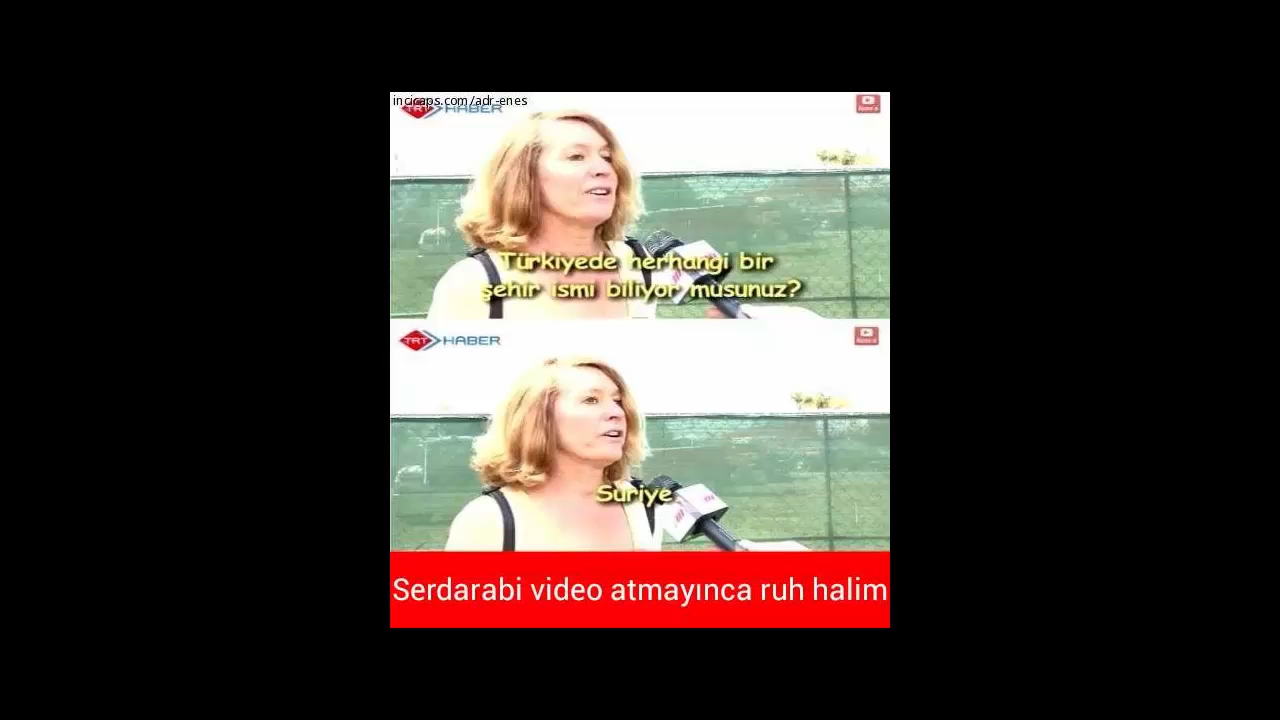 incicaps.com/adr-enes
TRT HABER
Türkiyede herhangi bir
şehir ismi biliyor musunuz?
TRT HABER
Suriye
Serdarabi video atmayınca ruh halim